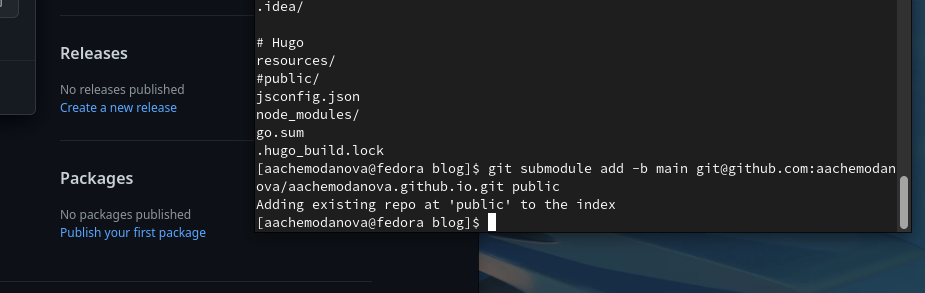 Releases
No releases published
Create a new release
Packages
No packages published
Publish your first package
.idea/
# Hugo
resources/
#public/
jsconfig.json
node_modules/
go.sum
.hugo_build.lock
[aachemodanova@fedora blog]$ git submodule add -b main git@github.com:aachemodan
ova/aachemodanova.github.io.git public
Adding existing repo at 'public' to the index
[aachemodanova@fedora blog]$